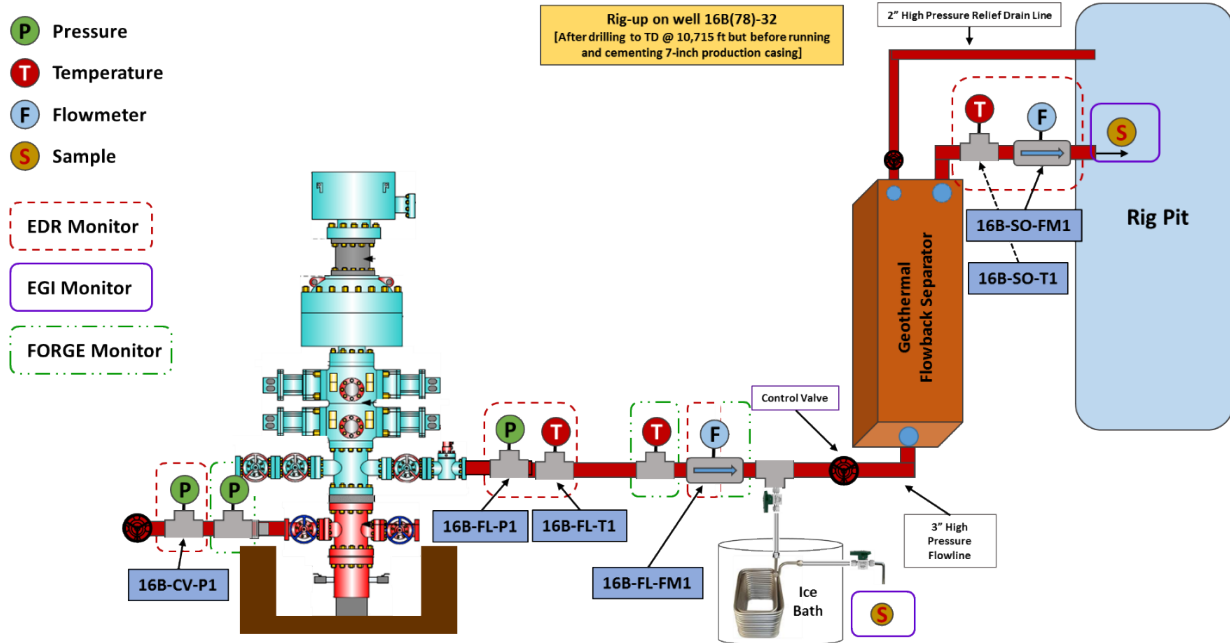 P Pressure
T Temperature
F Flowmeter
S Sample
EDR Monitor
EGI Monitor
FORGE Monitor
Rig-up on well 16B(78)-32
[After drilling to TD @ 10,715 ft but before running
and cementing 7-inch production casing]
2” High Pressure Relief Drain Line
T
F
S
16B-SO-FM1
16B-SO-T1
Rig Pit
Geothermal
Flowback Separator
Control Valve
P
T
T
F
P
P
16B-FL-P1
16B-FL-T1
16B-CV-P1
16B-FL-FM1
3” High
Pressure
Flowline
Ice
Bath
S